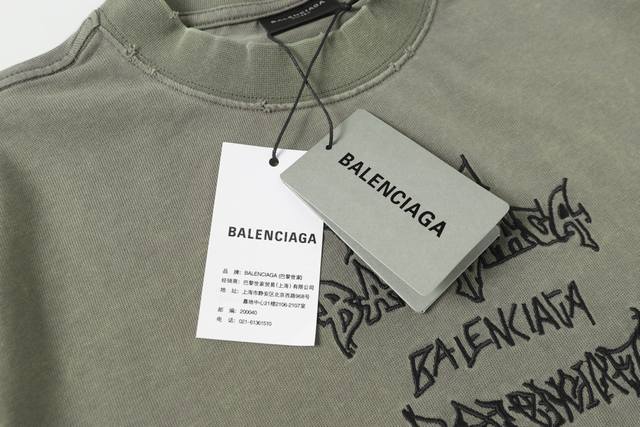 BALENCIAGA
BALENCIAGA
BALENCIAGA
品 牌: BALENCIAGA (巴黎世家)
经销商: 巴黎世家贸易(上海)有限公司
地 址: 上海市静安区北京西路968号
嘉地中心31楼2106-2107室
邮 编: 200040
电 话: 021-61361510
BALENCIAGA